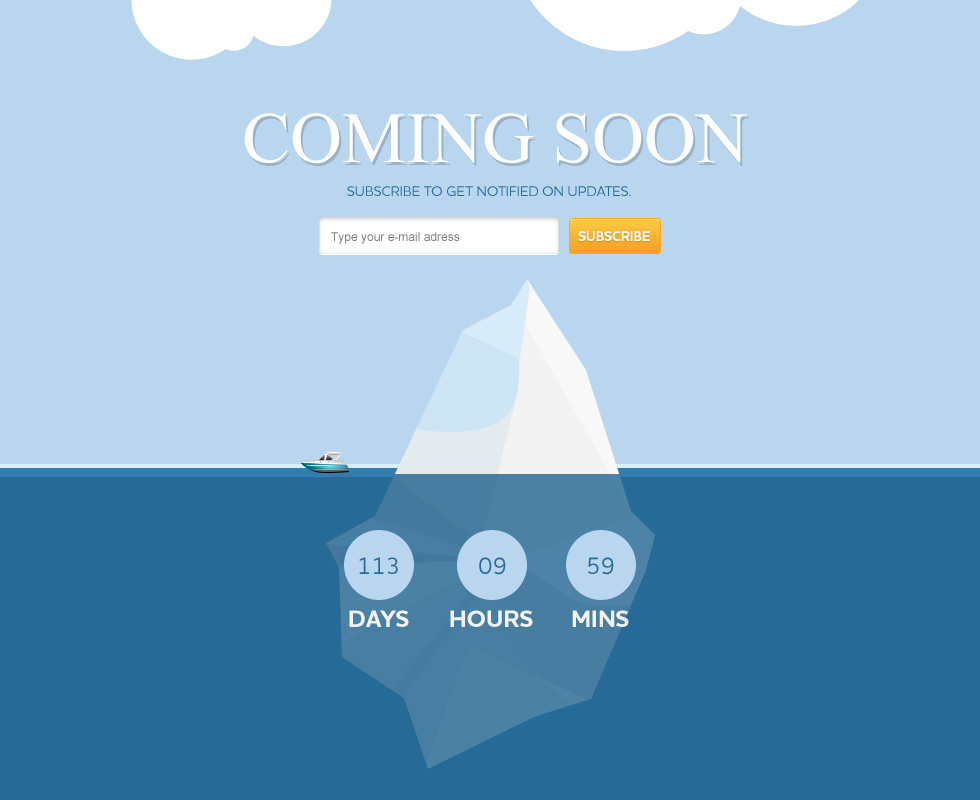 COMING SOON
SUBSCRIBE TO GET NOTIFIED ON UPDATES.
Type your e-mail adress
SUBSCRIBE
113 09 59
DAYS HOURS MINS